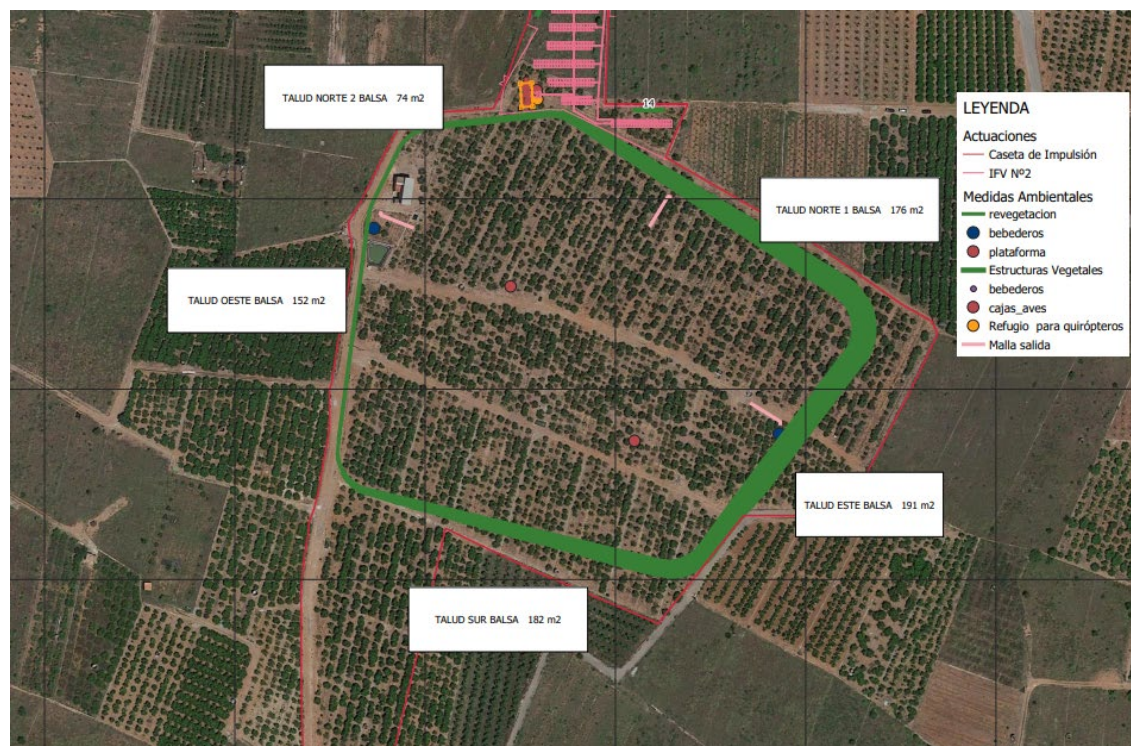 TALUD NORTE 2 BALSA 74 m2
14
LEYENDA
Actuaciones
Caseta de Impulsión
IFV Nº2
Medidas Ambientales
revegetacion
bebederos
plataforma
Estructuras Vegetales
bebederos
cajas_aves
Refugio para quirópteros
Malla salida
TALUD NORTE 1 BALSA 176 m2
TALUD OESTE BALSA 152 m2
TALUD ESTE BALSA 191 m2
TALUD SUR BALSA 182 m2